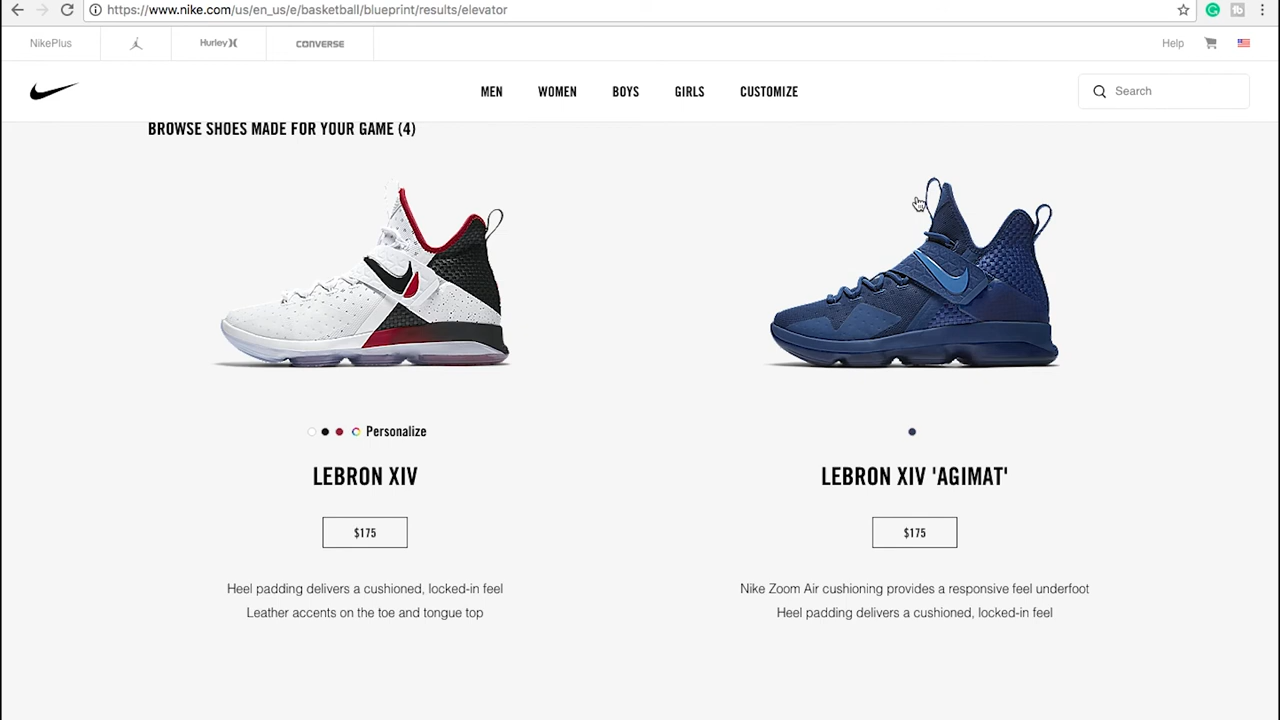 https://www.nike.com/us/en_us/e/basketball/blueprint/results/elevator
NikePlus
Hurley
CONVERSE
Help
MEN
WOMEN
BOYS
GIRLS
CUSTOMIZE
Search
BROWSE SHOES MADE FOR YOUR GAME (4)
Personalize
LEBRON XIV
$175
Heel padding delivers a cushioned, locked-in feel
Leather accents on the toe and tongue top
LEBRON XIV 'AGIMAT'
$175
Nike Zoom Air cushioning provides a responsive feel underfoot
Heel padding delivers a cushioned, locked-in feel